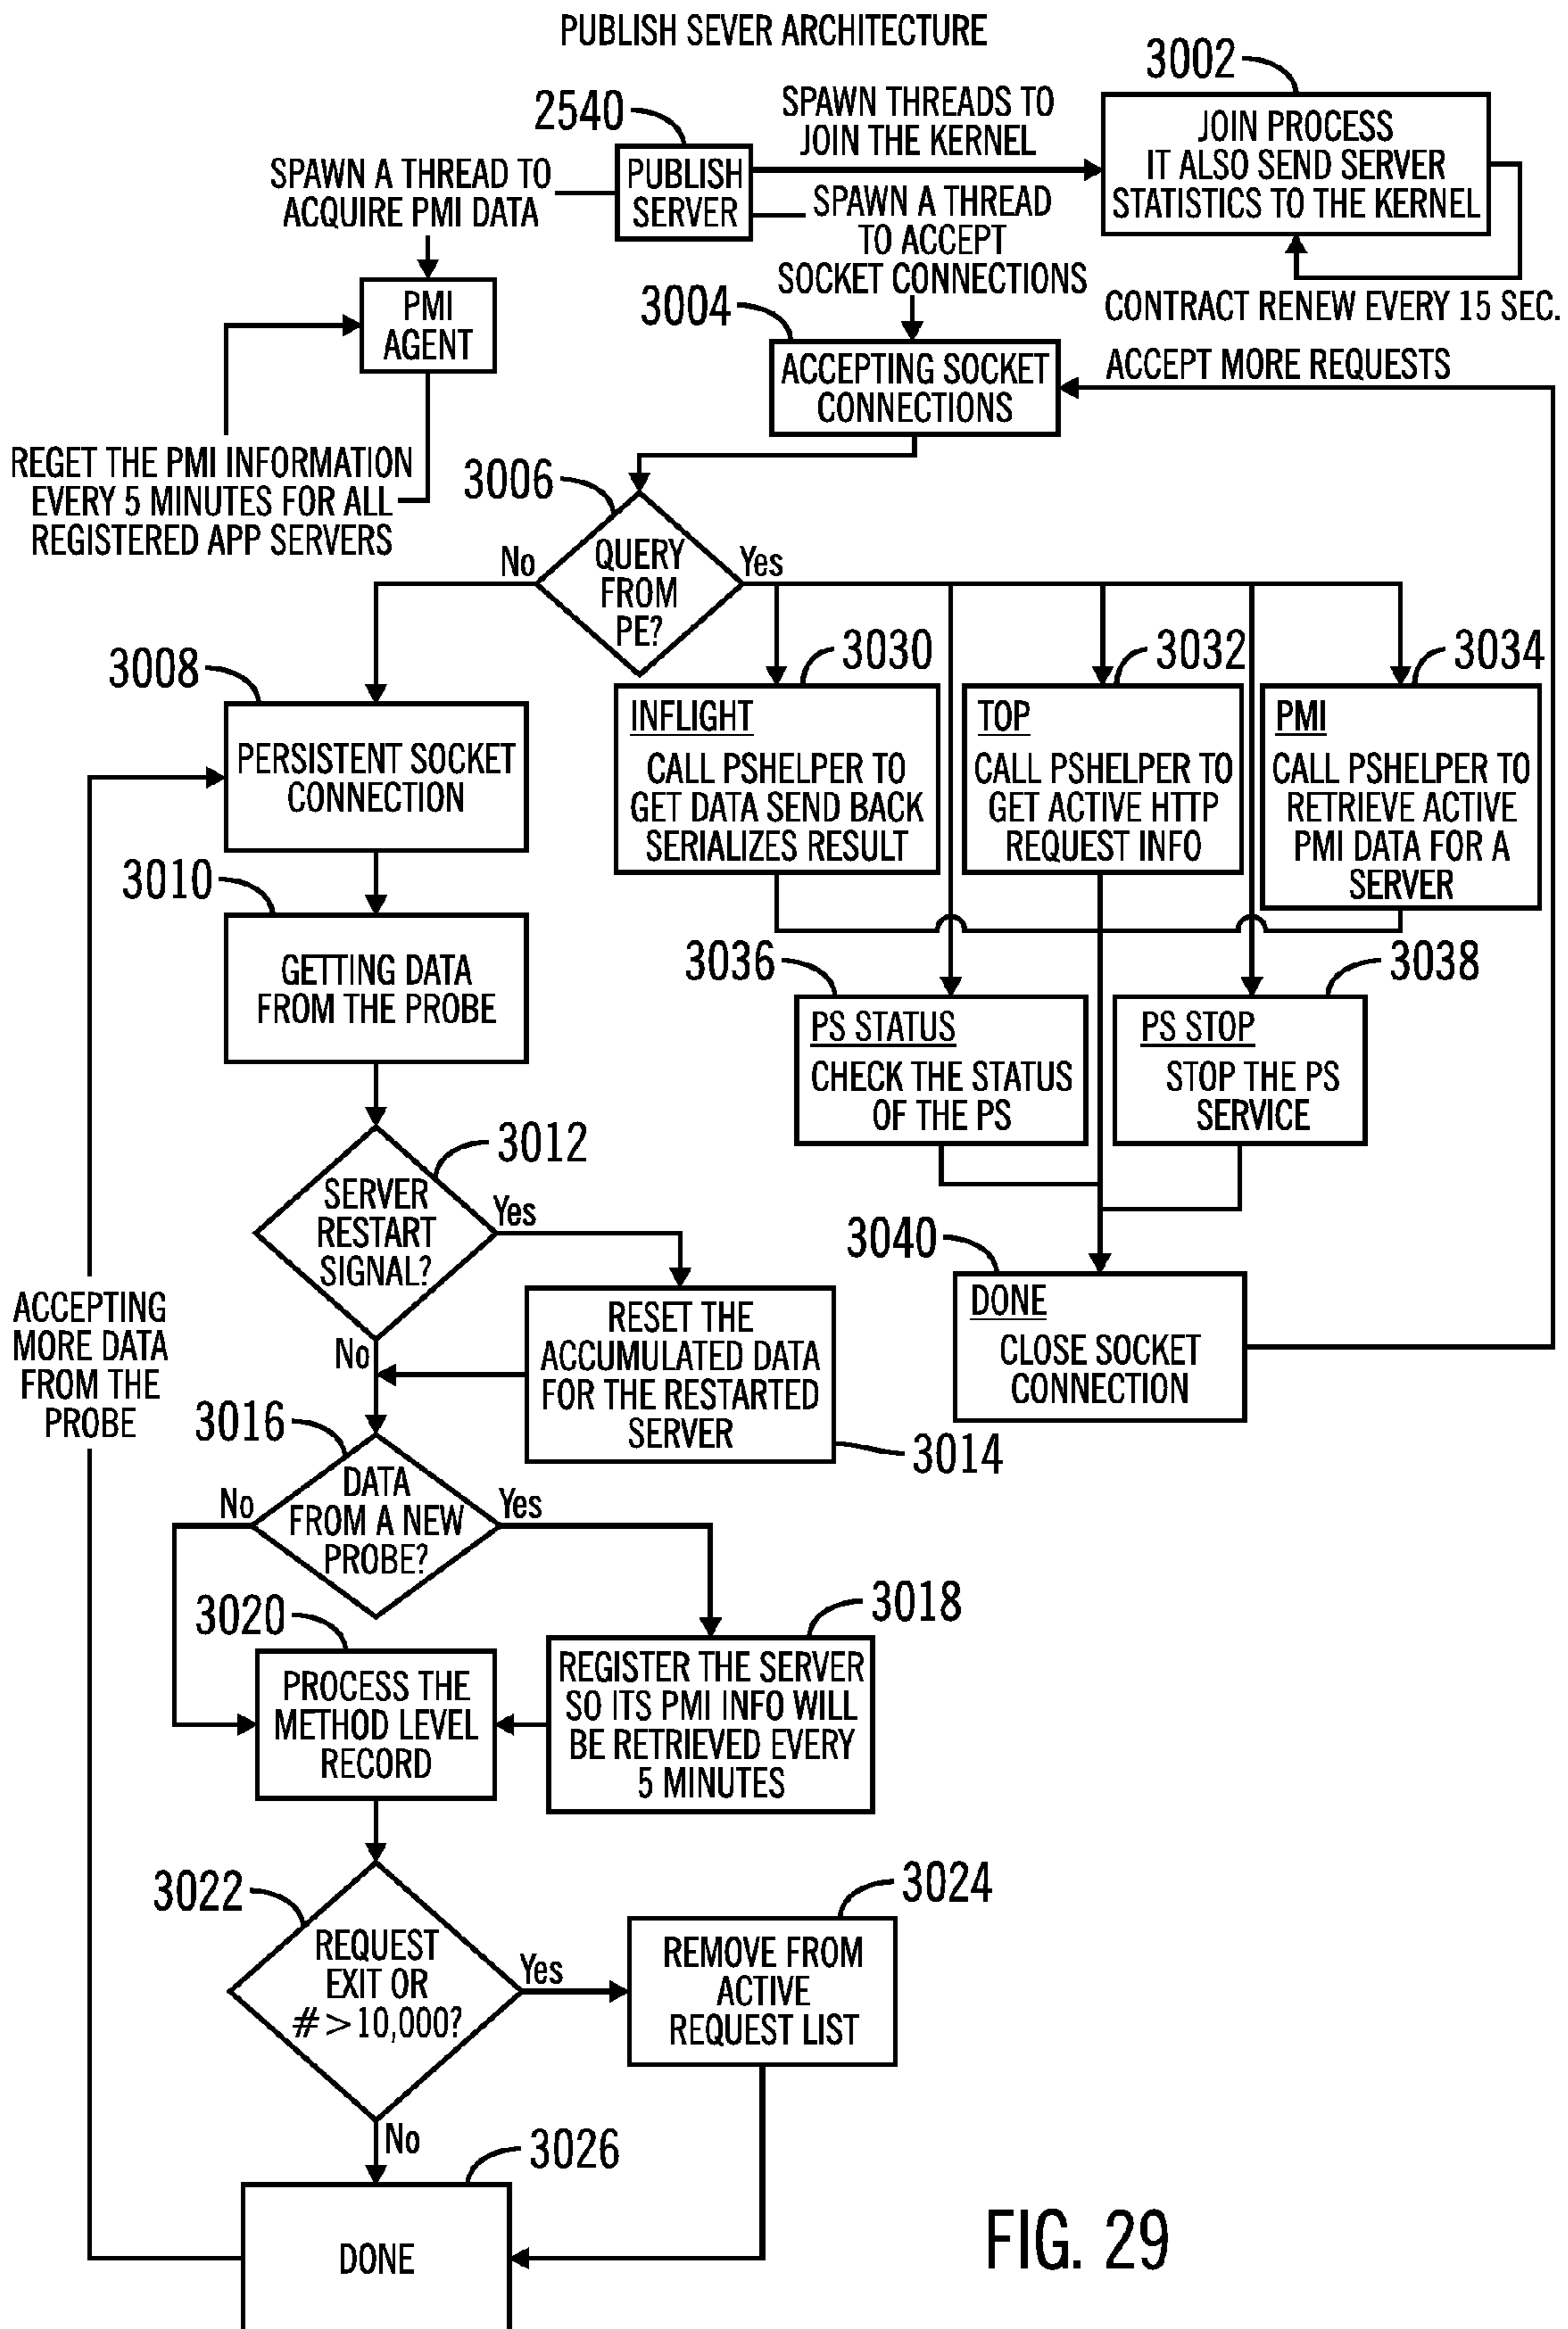 PUBLISH SEVER ARCHITECTURE
3002
2540
SPAWN THREADS TO
JOIN THE KERNEL
JOIN PROCESS
IT ALSO SEND SERVER
STATISTICS TO THE KERNEL
SPAWN A THREAD TO
ACQUIRE PMI DATA
PUBLISH
SERVER
SPAWN A THREAD
TO ACCEPT
SOCKET CONNECTIONS
CONTRACT RENEW EVERY 15 SEC.
PMI
AGENT
3004
ACCEPTING SOCKET
CONNECTIONS
ACCEPT MORE REQUESTS
REGET THE PMI INFORMATION
EVERY 5 MINUTES FOR ALL
REGISTERED APP SERVERS
3006
QUERY
FROM
PE?
No
Yes
3008
PERSISTENT SOCKET
CONNECTION
3030
INFLIGHT
CALL PSHELPER TO
GET DATA SEND BACK
SERIALIZES RESULT
3032
TOP
CALL PSHELPER TO
GET ACTIVE HTTP
REQUEST INFO
3034
PMI
CALL PSHELPER TO
RETRIEVE ACTIVE
PMI DATA FOR A
SERVER
3010
GETTING DATA
FROM THE PROBE
3036
PS STATUS
CHECK THE STATUS
OF THE PS
3038
PS STOP
STOP THE PS
SERVICE
3012
SERVER
RESTART
SIGNAL?
Yes
No
3040
DONE
CLOSE SOCKET
CONNECTION
RESET THE
ACCUMULATED DATA
FOR THE RESTARTED
SERVER
3014
ACCEPTING
MORE DATA
FROM THE
PROBE
3016
DATA
FROM A NEW
PROBE?
No
Yes
3018
REGISTER THE SERVER
SO ITS PMI INFO WILL
BE RETRIEVED EVERY
5 MINUTES
3020
PROCESS THE
METHOD LEVEL
RECORD
3022
REQUEST
EXIT OR
#>10,000?
Yes
No
3024
REMOVE FROM
ACTIVE
REQUEST LIST
3026
DONE
FIG. 29